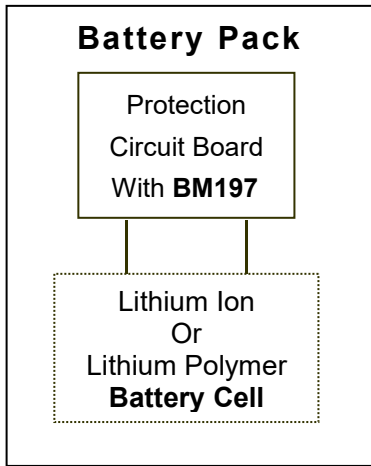 Battery Pack
Protection
Circuit Board
With BM197
Lithium Ion
Or
Lithium Polymer
Battery Cell